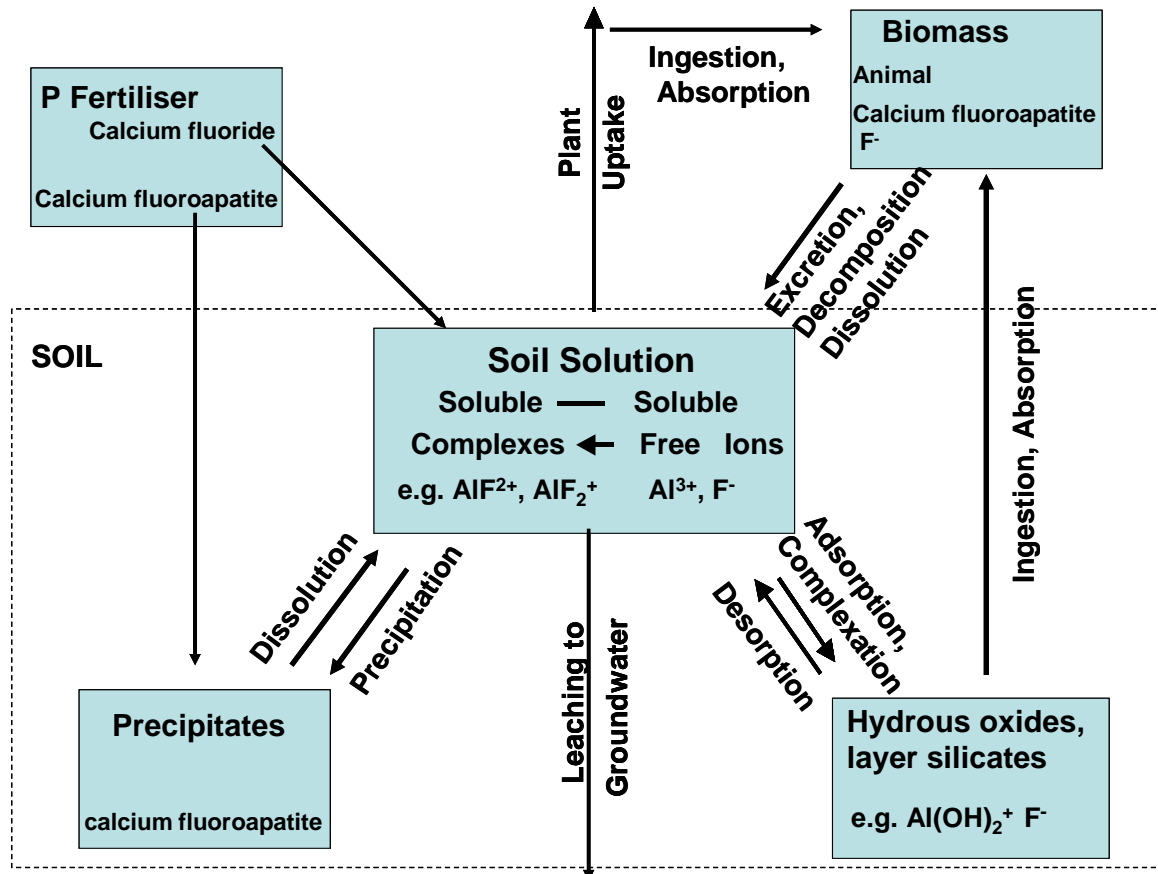 P Fertiliser
Calcium fluoride
Calcium fluoroapatite
Plant
Uptake
Ingestion,
Absorption
Biomass
Animal
Calcium fluoroapatite
F⁻
Excretion,
Decomposition
Dissolution
Ingestion, Absorption
SOIL
Soil Solution
Soluble Soluble
Complexes Free Ions
e.g. AlF²⁺, AlF₂⁺ Al³⁺, F⁻
Dissolution
Precipitation
Leaching to
Groundwater
Adsorption,
Complexation
Desorption
Precipitates
calcium fluoroapatite
Hydrous oxides,
layer silicates
e.g. Al(OH)₂⁺ F⁻